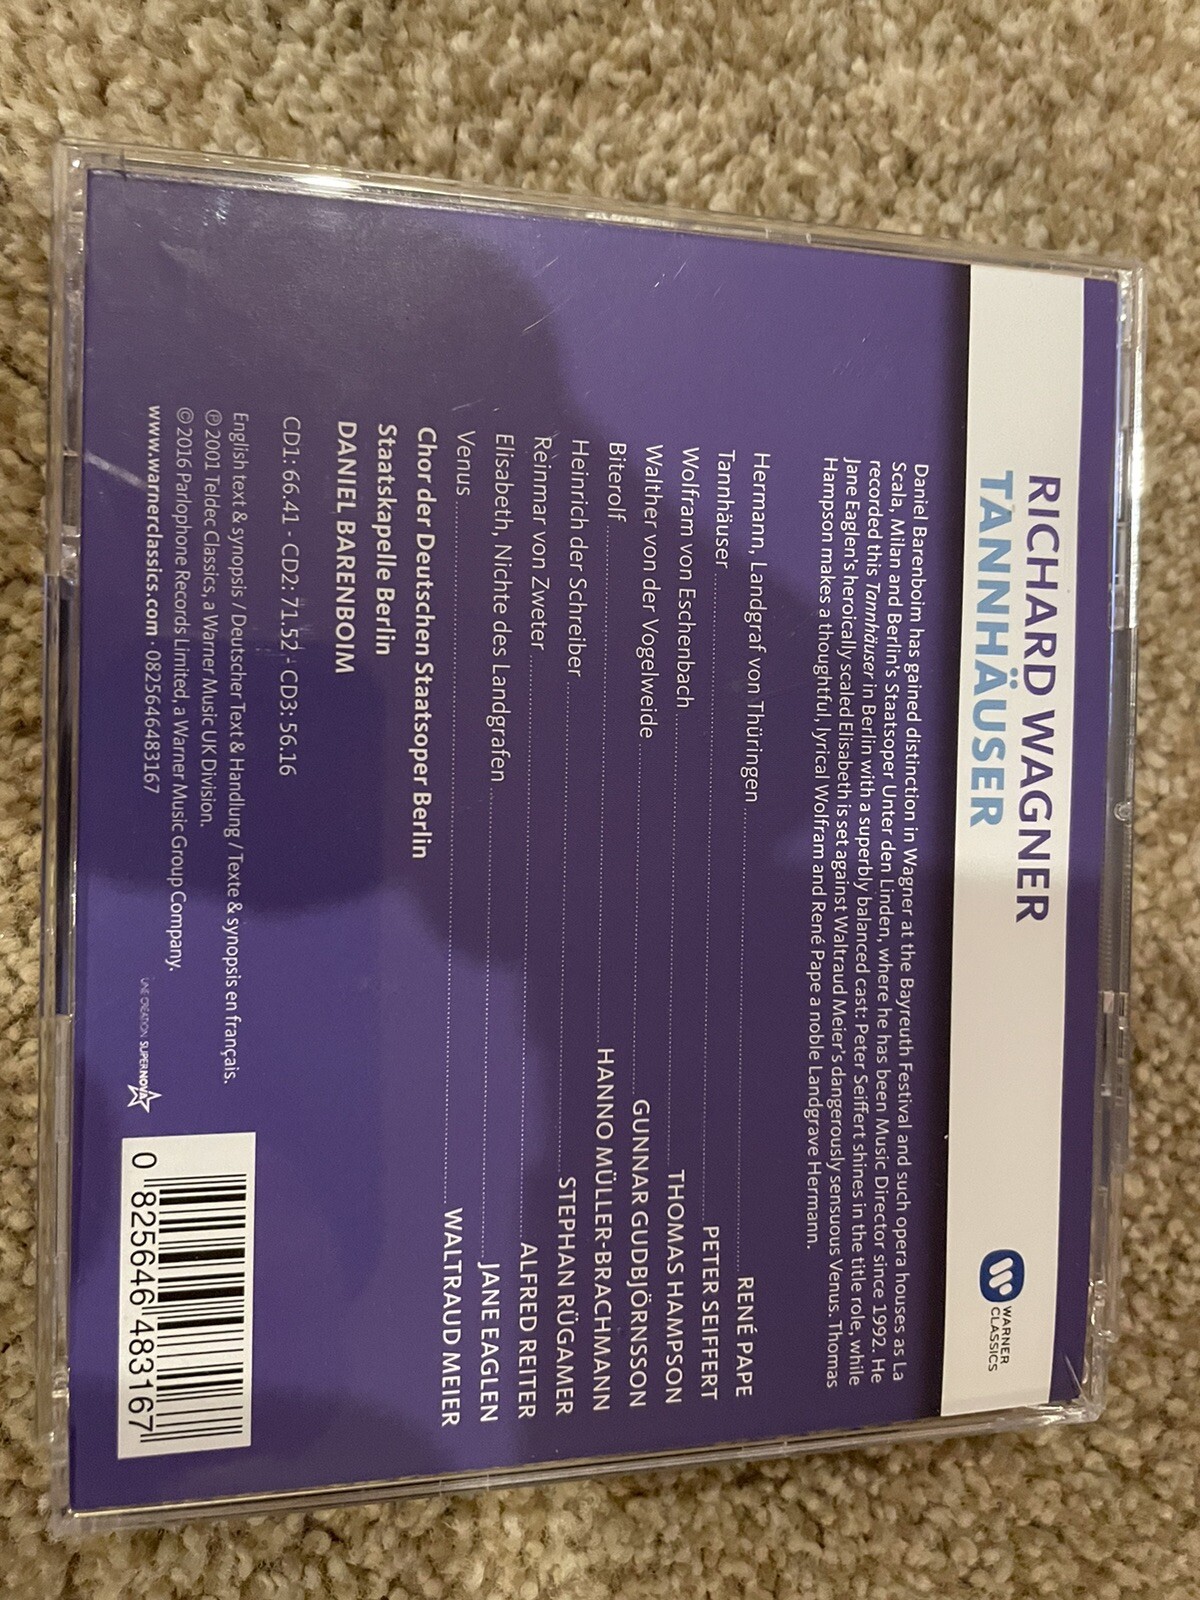 RICHARD WAGNER
TANNHÄUSER
WARNER
CLASSICS
Daniel Barenboim has gained distinction in Wagner at the Bayreuth Festival and such opera houses as La
Scala, Milan and Berlin's Staatsoper Unter den Linden, where he has been Music Director since 1992. He
recorded this Tannhäuser in Berlin with a superbly balanced cast: Peter Seiffert shines in the title role, while
Jane Eaglen's heroically scaled Elisabeth is set against Waltraud Meier's dangerously sensuous Venus. Thomas
Hampson makes a thoughtful, lyrical Wolfram and René Pape a noble Landgrave Hermann.
Hermann, Landgraf von Thüringen RENÉ PAPE
Tannhäuser PETER SEIFFERT
Wolfram von Eschenbach THOMAS HAMPSON
Walther von der Vogelweide GUNNAR GUDBJÖRNSSON
Biterolf HANNO MÜLLER-BRACHMANN
Heinrich der Schreiber STEPHAN RÜGAMER
Reinmar von Zweter ALFRED REITER
Elisabeth, Nichte des Landgrafen JANE EAGLEN
Venus WALTRAUD MEIER
Chor der Deutschen Staatsoper Berlin
Staatskapelle Berlin
DANIEL BARENBOIM
CD1: 66.41 - CD2: 71.52 - CD3: 56.16
English text & synopsis / Deutscher Text & Handlung / Texte & synopsis en français.
℗ 2001 Teldec Classics, a Warner Music UK Division.
© 2016 Parlophone Records Limited, a Warner Music Group Company.
www.warnerclassics.com · 0825646483167
UNE CRÉATION SUPERNOVA
0 825646 483167